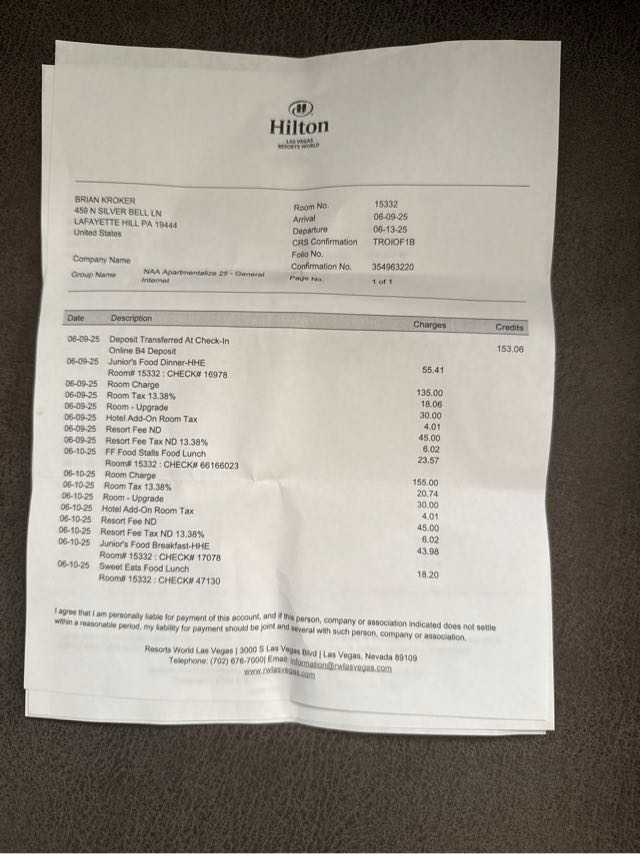 Hilton
LAS VEGAS
RESORTS WORLD
BRIAN KROKER
459 N SILVER BELL LN
LAFAYETTE HILL PA 19444
United States
Company Name
Group Name NAA Apartmentalize 25 - General
Internet
Room No. 15332
Arrival 06-09-25
Departure 06-13-25
CRS Confirmation TROIOF1B
Folio No.
Confirmation No. 354963220
Page No. 1 of 1
Date Description Charges Credits
06-09-25 Deposit Transferred At Check-In 153.06
Online B4 Deposit
06-09-25 Junior's Food Dinner-HHE 55.41
Room# 15332 : CHECK# 16978
06-09-25 Room Charge 135.00
06-09-25 Room Tax 13.38% 18.06
06-09-25 Room - Upgrade 30.00
06-09-25 Hotel Add-On Room Tax 4.01
06-09-25 Resort Fee ND 45.00
06-09-25 Resort Fee Tax ND 13.38% 6.02
06-10-25 FF Food Stalls Food Lunch 23.57
Room# 15332 : CHECK# 66166023
06-10-25 Room Charge 155.00
06-10-25 Room Tax 13.38% 20.74
06-10-25 Room - Upgrade 30.00
06-10-25 Hotel Add-On Room Tax 4.01
06-10-25 Resort Fee ND 45.00
06-10-25 Resort Fee Tax ND 13.38% 6.02
06-10-25 Junior's Food Breakfast-HHE 43.98
Room# 15332 : CHECK# 17078
06-10-25 Sweet Eats Food Lunch 18.20
Room# 15332 : CHECK# 47130
I agree that I am personally liable for payment of this account, and if this person, company or association indicated does not settle
within a reasonable period, my liability for payment should be joint and several with such person, company or association.
Resorts World Las Vegas | 3000 S Las Vegas Blvd | Las Vegas, Nevada 89109
Telephone: (702) 676-7000| Email: information@rwlasvegas.com
www.rwlasvegas.com